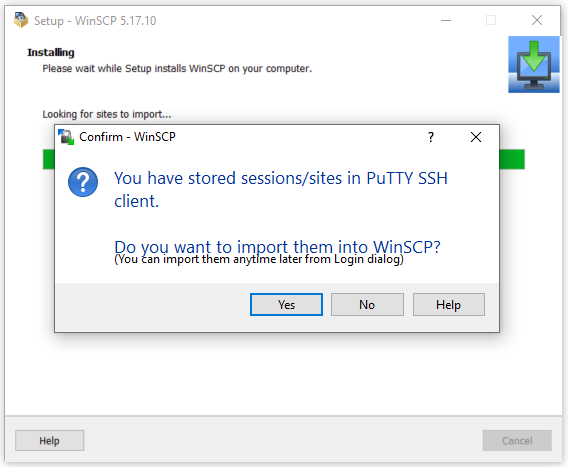 Setup - WinSCP 5.17.10
Installing
Please wait while Setup installs WinSCP on your computer.
Looking for sites to import...
Confirm - WinSCP
?
You have stored sessions/sites in PuTTY SSH
client.
Do you want to import them into WinSCP?
(You can import them anytime later from Login dialog)
Yes No Help
Help Cancel